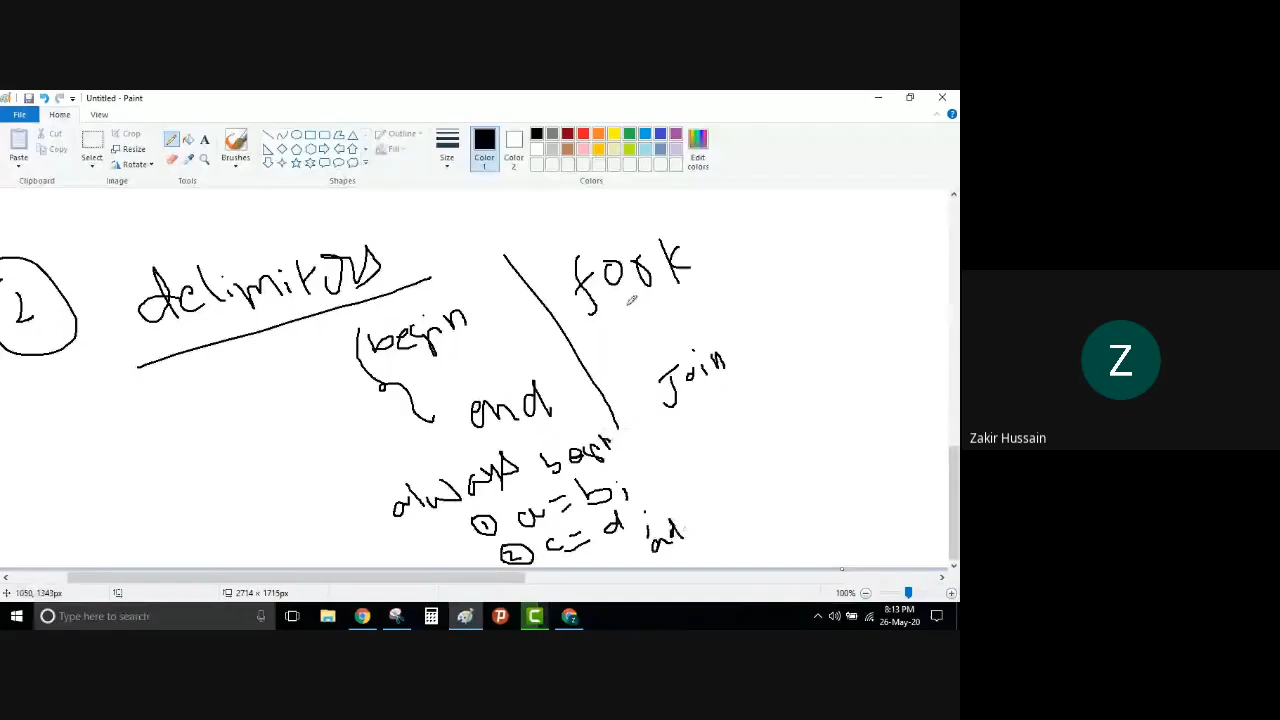 Untitled - Paint
File Home View
Cut
Copy
Paste
Clipboard
Crop
Resize
Rotate
Select
Image
Tools
Brushes
Shapes
Outline
Fill
Size
Color 1
Color 2
Edit colors
Colors
2 delimitors
begin
end
fork
Join
always begin
1 a = b;
2 c = d ;
1050, 1343px
2714 × 1715px
100%
Type here to search
8:13 PM
26-May-20
Z
Zakir Hussain